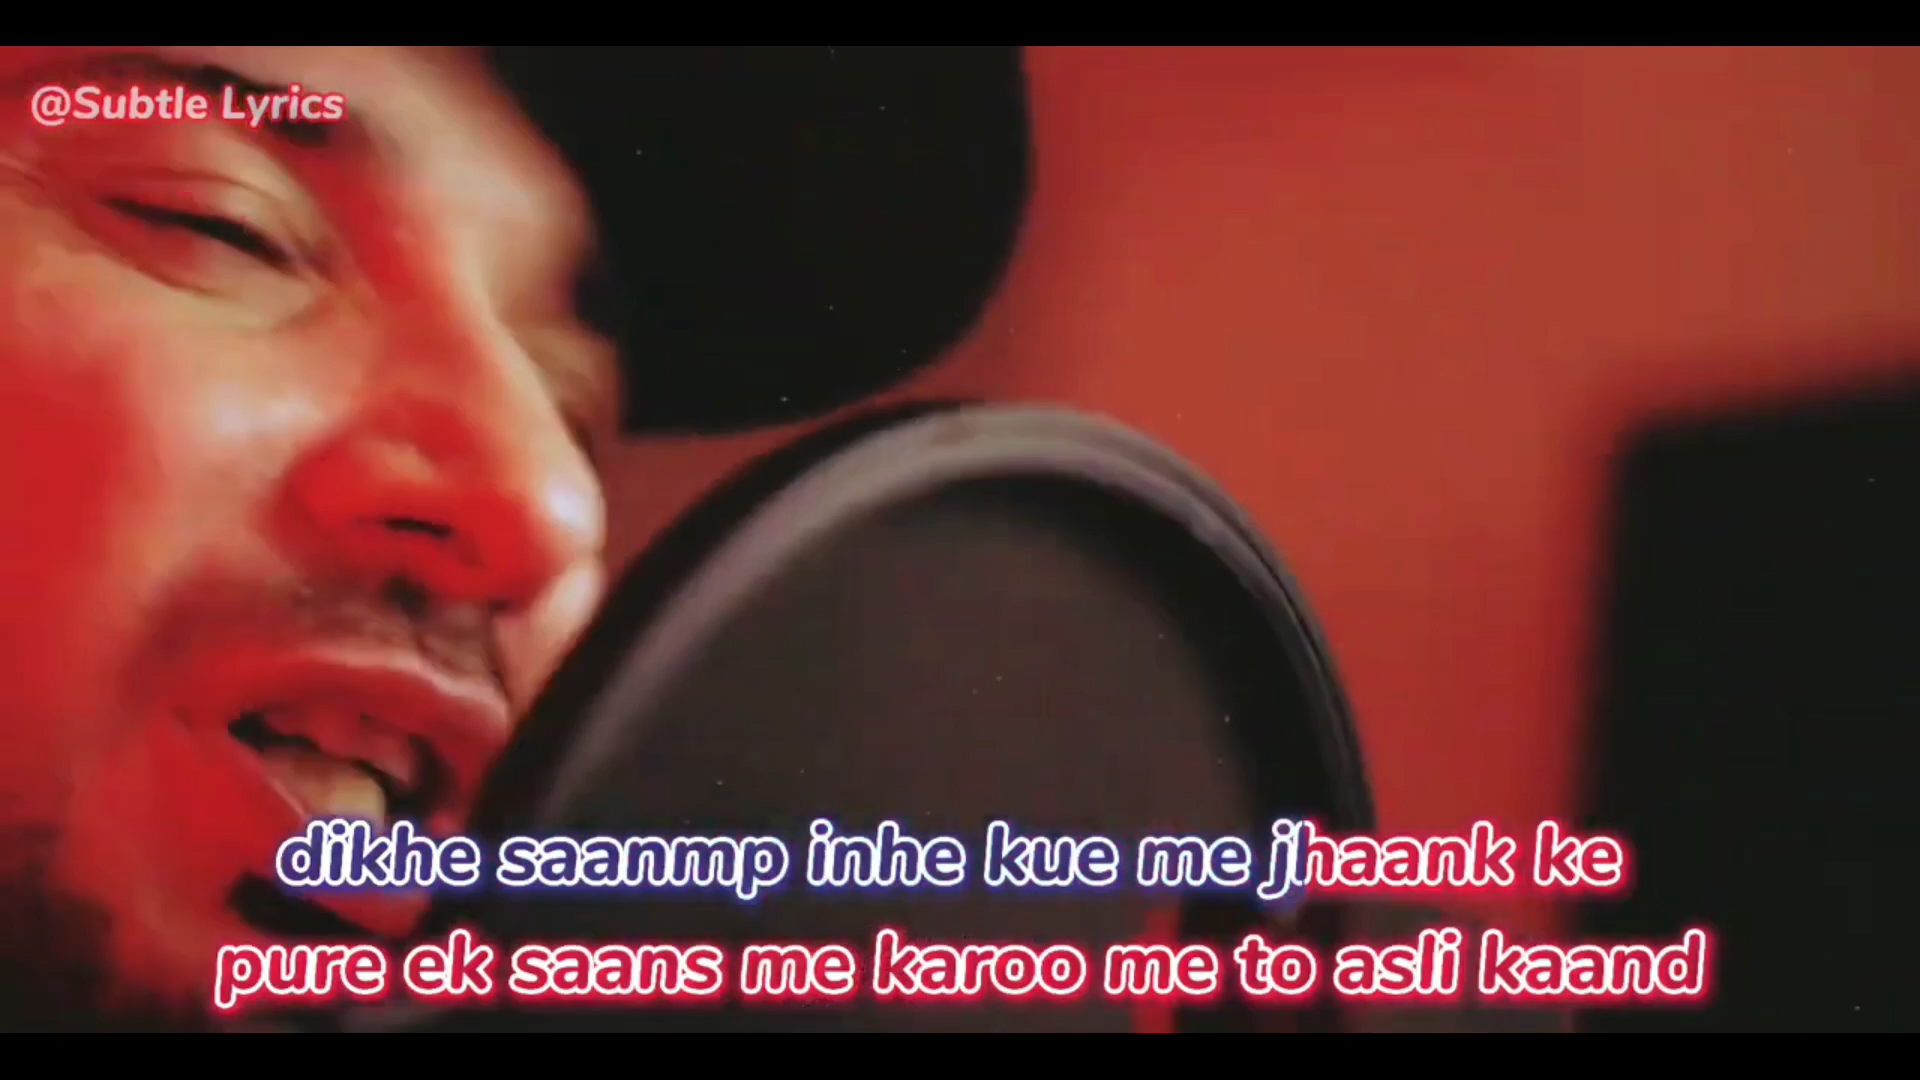 @Subtle Lyrics
dikhe saanmp inhe kue me jhaank ke
pure ek saans me karoo me to asli kaand